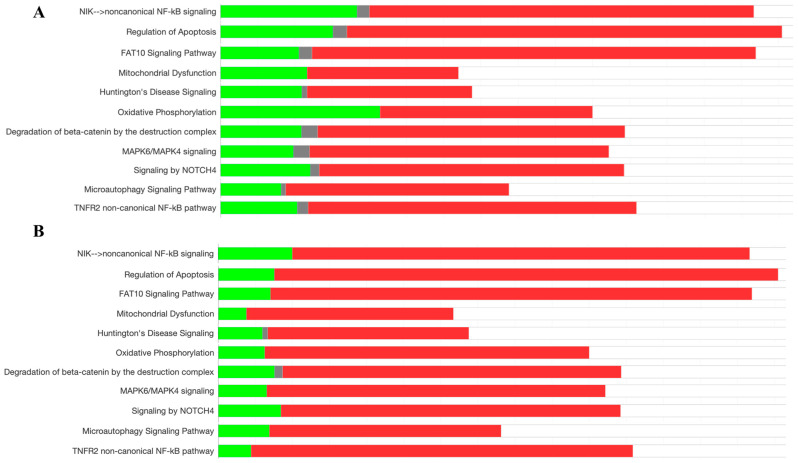 A
NIK-->noncanonical NF-kB signaling
Regulation of Apoptosis
FAT10 Signaling Pathway
Mitochondrial Dysfunction
Huntington's Disease Signaling
Oxidative Phosphorylation
Degradation of beta-catenin by the destruction complex
MAPK6/MAPK4 signaling
Signaling by NOTCH4
Microautophagy Signaling Pathway
TNFR2 non-canonical NF-kB pathway
B
NIK-->noncanonical NF-kB signaling
Regulation of Apoptosis
FAT10 Signaling Pathway
Mitochondrial Dysfunction
Huntington's Disease Signaling
Oxidative Phosphorylation
Degradation of beta-catenin by the destruction complex
MAPK6/MAPK4 signaling
Signaling by NOTCH4
Microautophagy Signaling Pathway
TNFR2 non-canonical NF-kB pathway